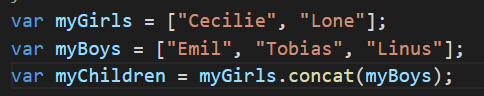 var myGirls = ["Cecilie", "Lone"];
var myBoys = ["Emil", "Tobias", "Linus"];
var myChildren = myGirls.concat(myBoys);